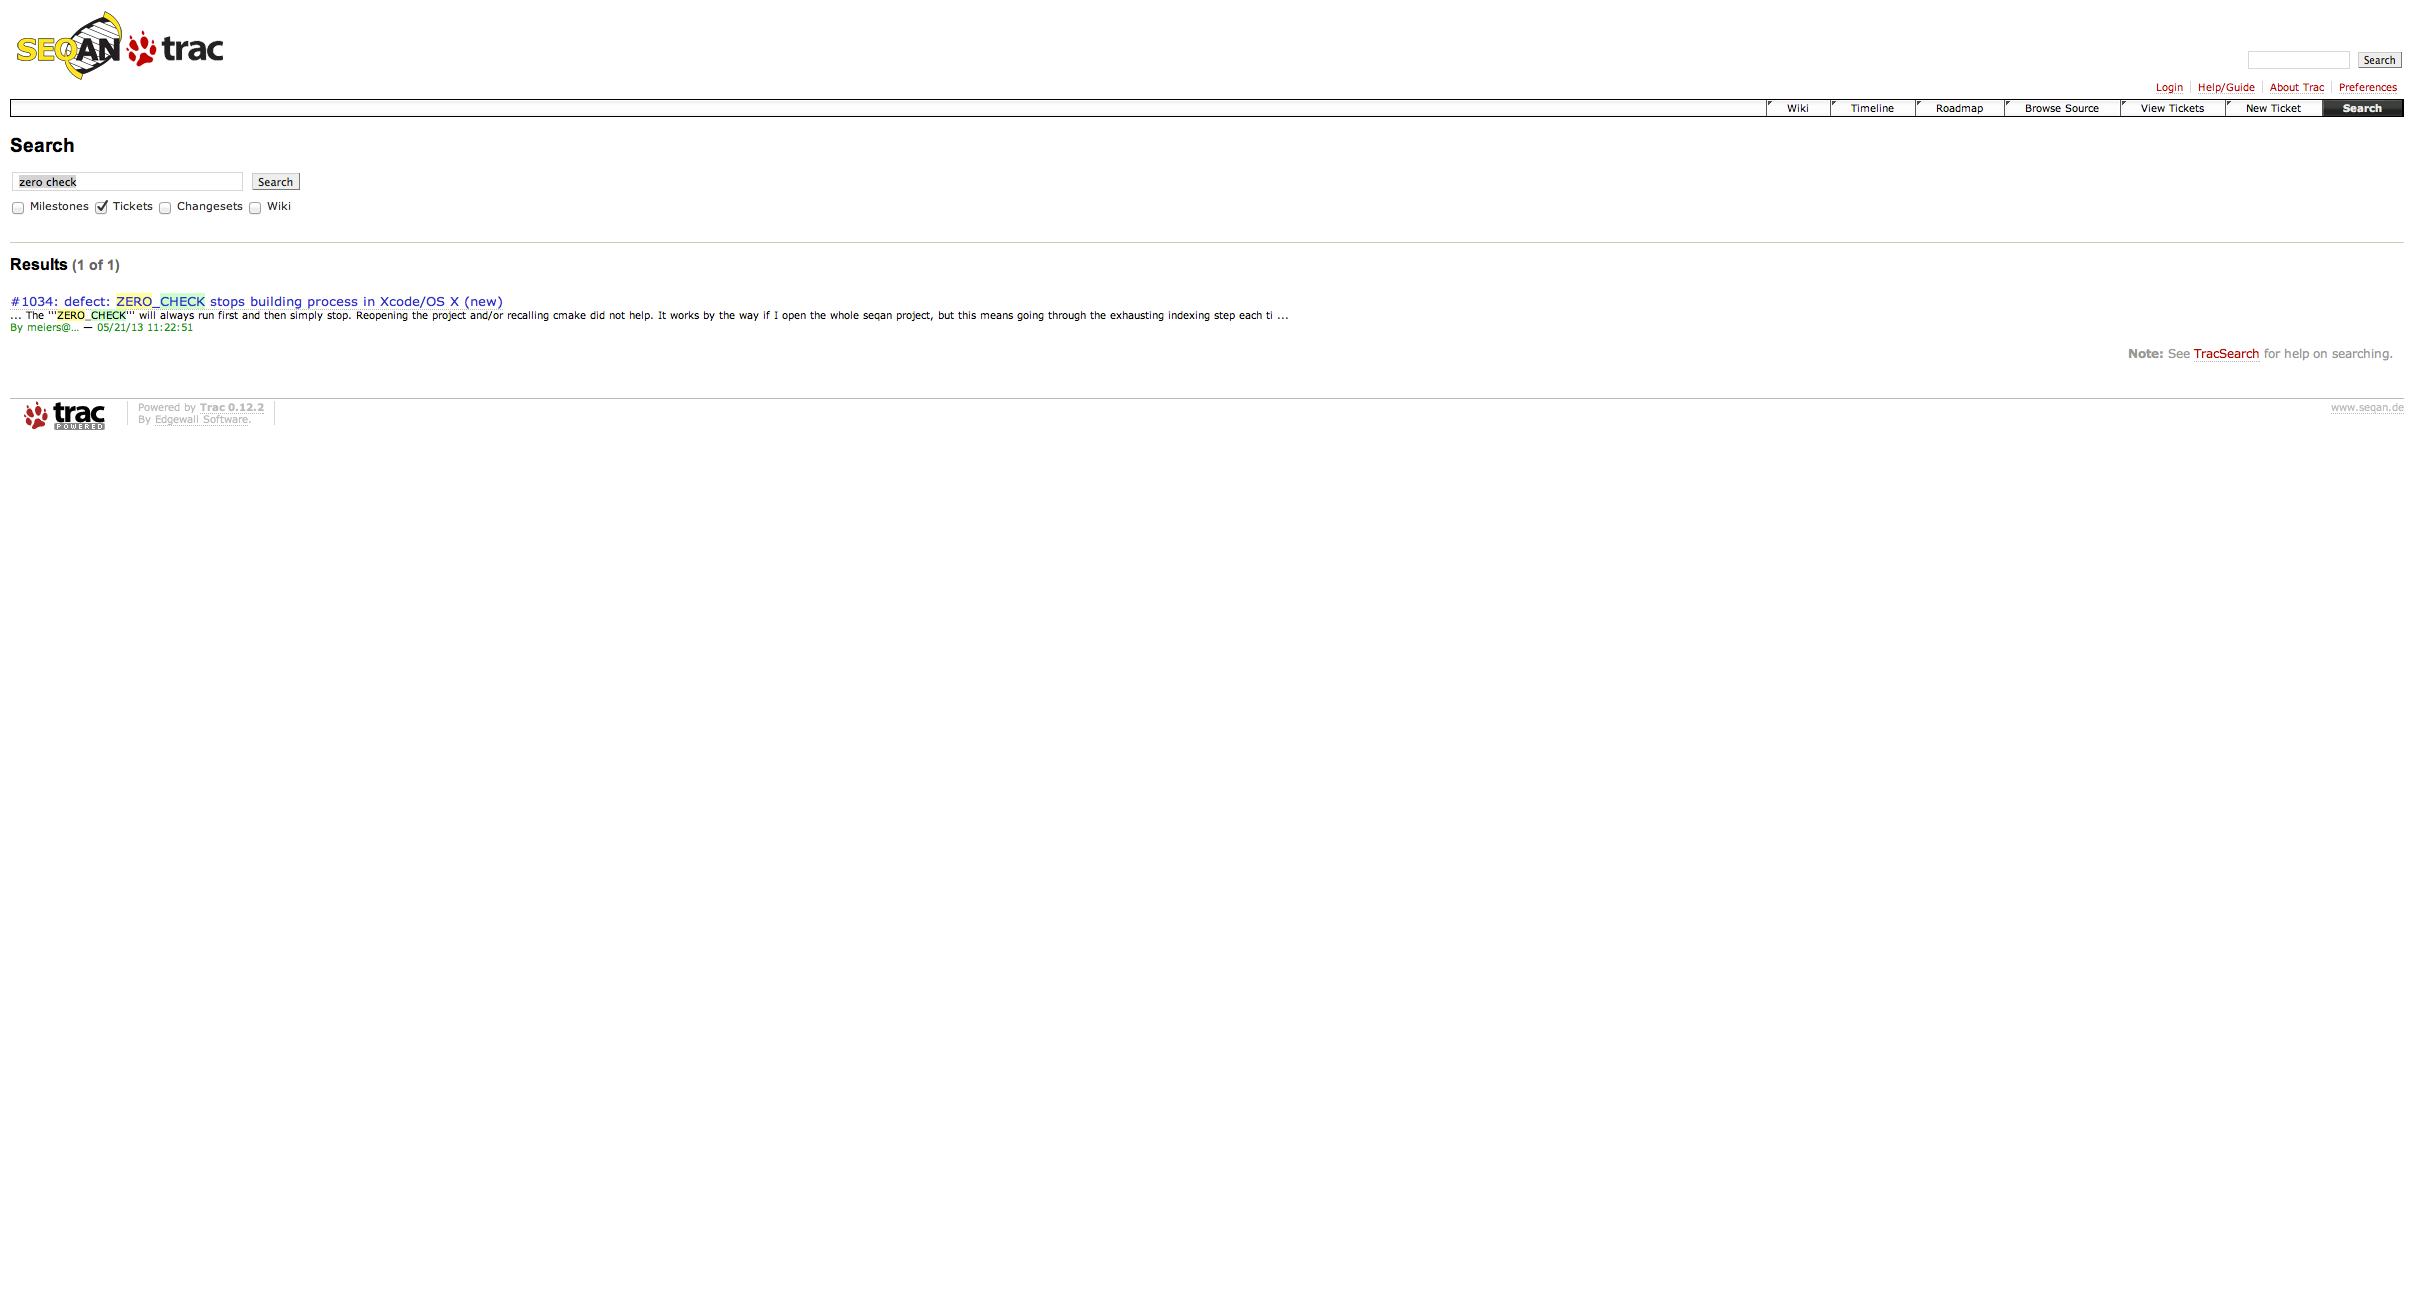 SEQAN trac
Search
Login Help/Guide About Trac Preferences
Wiki Timeline Roadmap Browse Source View Tickets New Ticket Search
Search
zero check Search
Milestones Tickets Changesets Wiki
Results (1 of 1)
#1034: defect: ZERO_CHECK stops building process in Xcode/OS X (new)
... The '''ZERO_CHECK''' will always run first and then simply stop. Reopening the project and/or recalling cmake did not help. It works by the way if I open the whole seqan project, but this means going through the exhausting indexing step each ti ...
By meiers@… — 05/21/13 11:22:51
Note: See TracSearch for help on searching.
trac POWERED
Powered by Trac 0.12.2
By Edgewall Software.
www.seqan.de